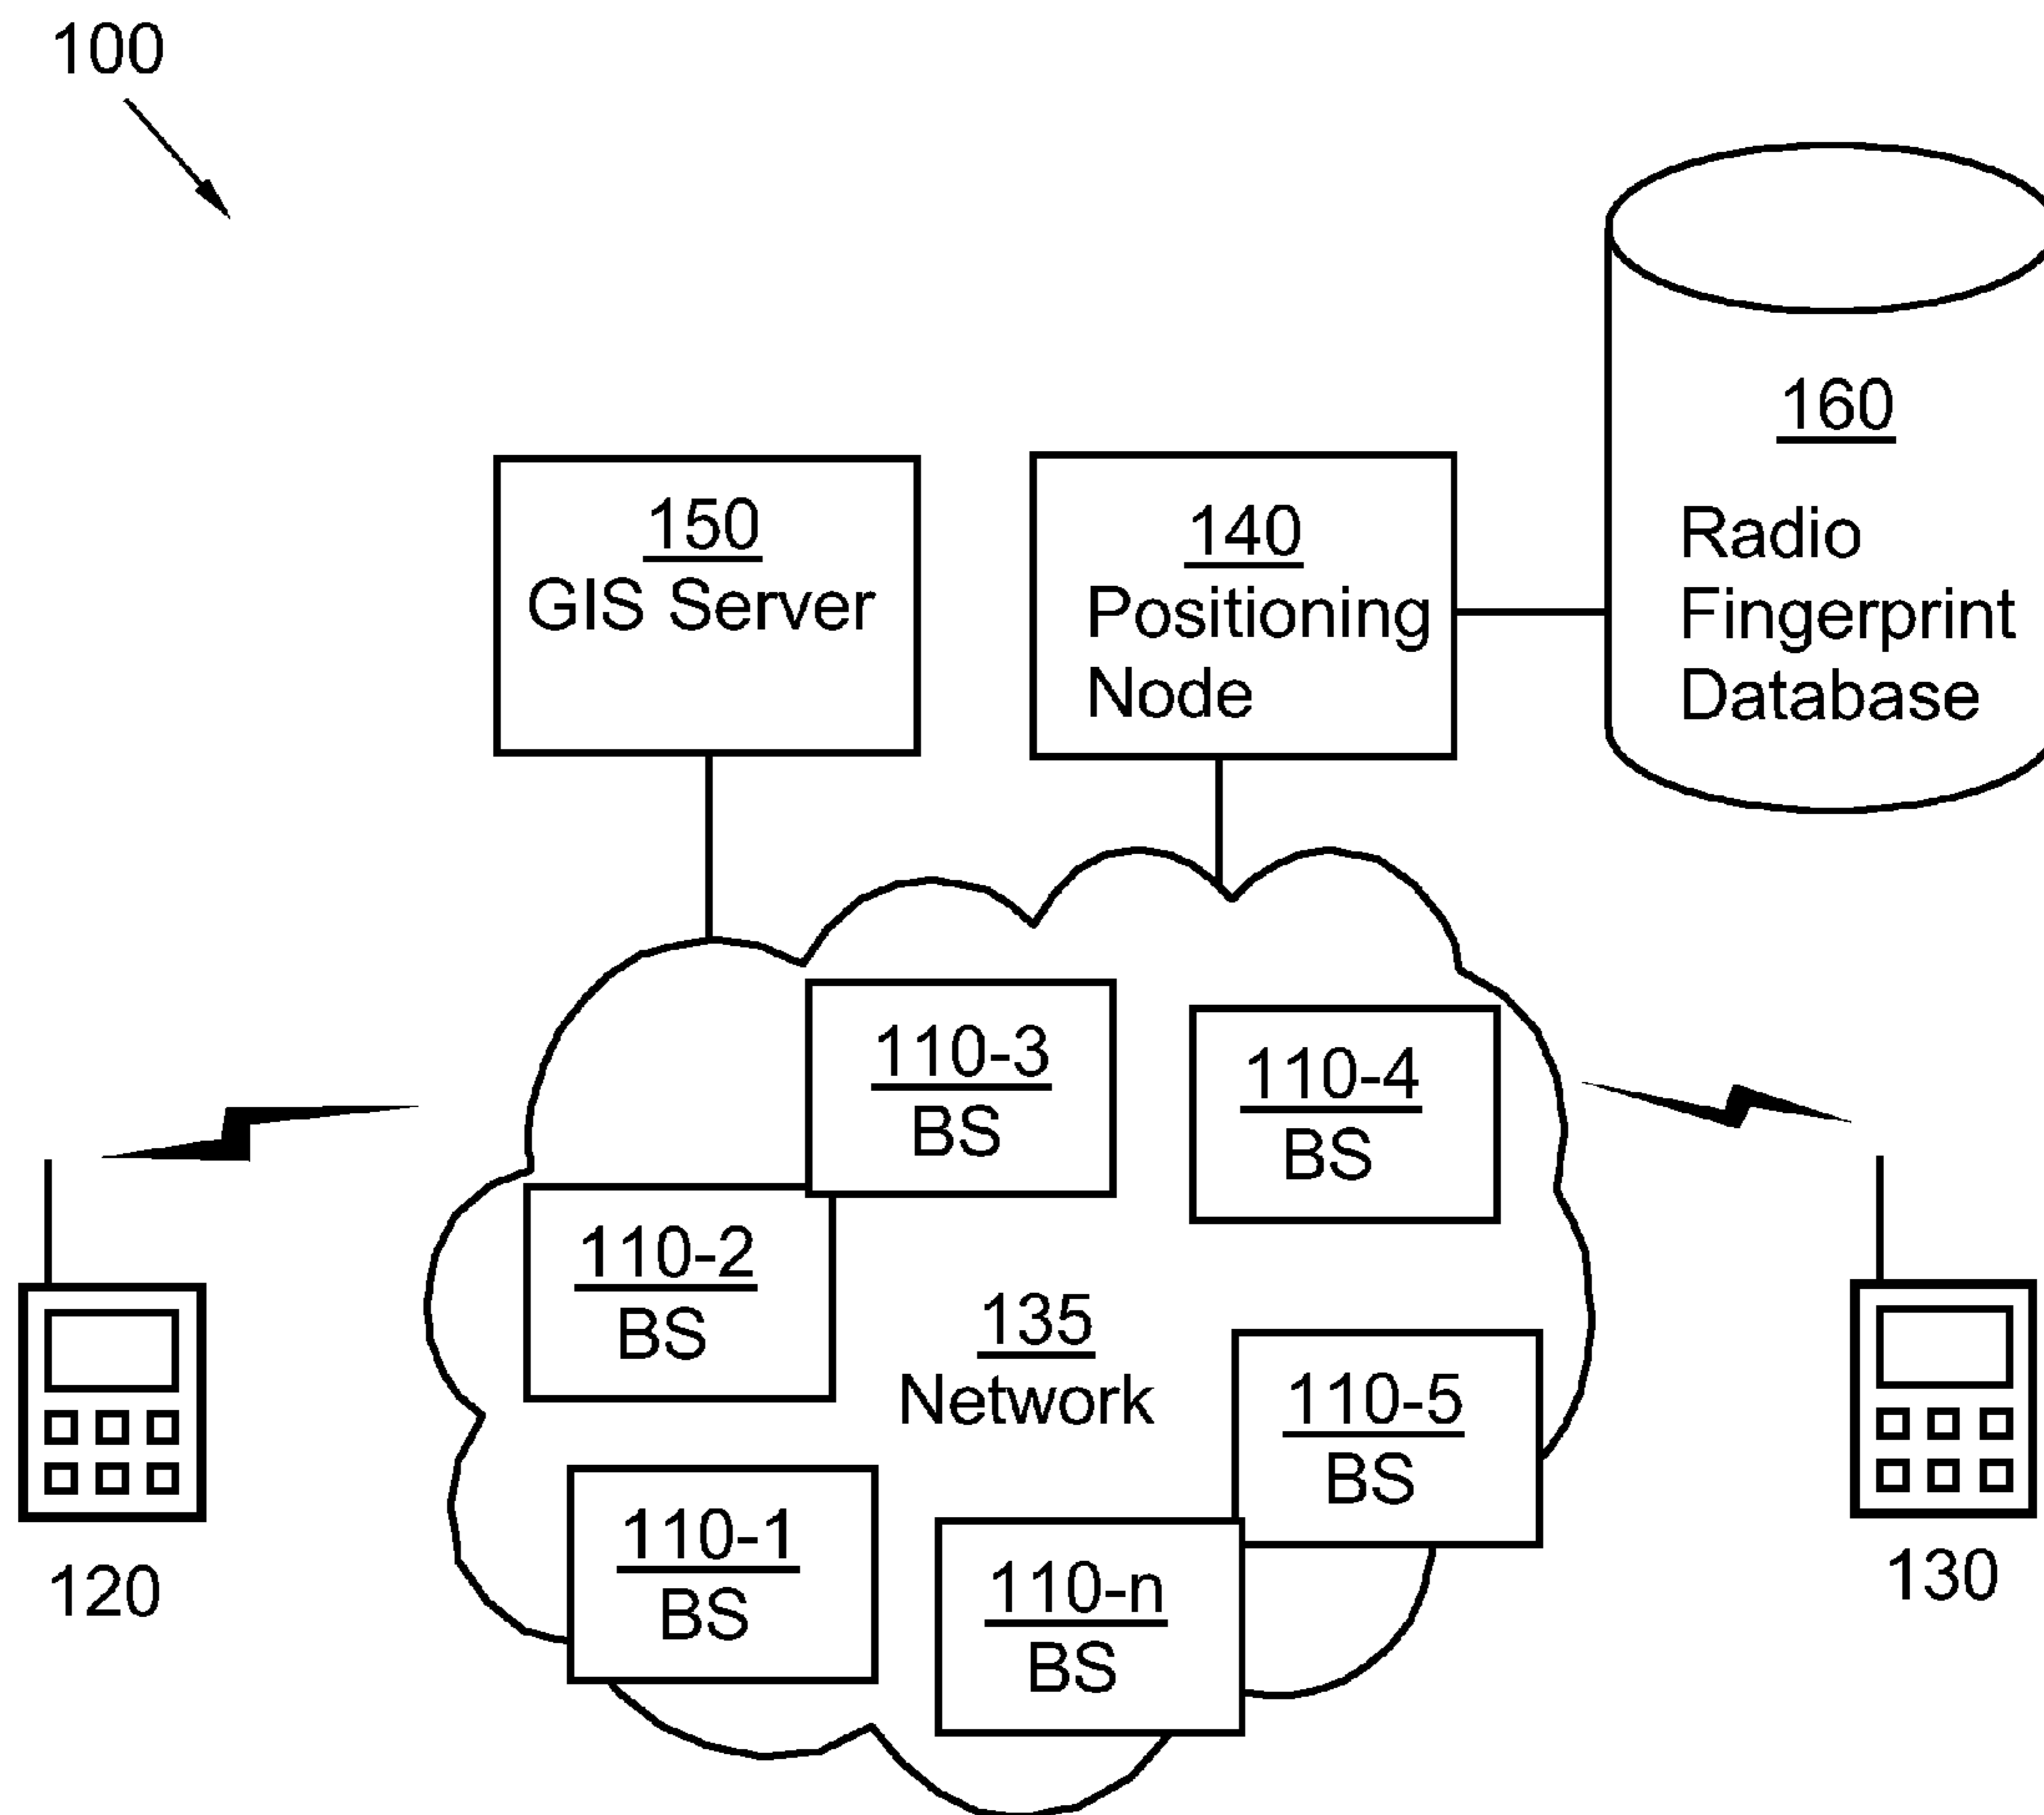 100
160
Radio
Fingerprint
Database
150
GIS Server
140
Positioning
Node
110-3
BS
110-4
BS
110-2
BS
135
Network
110-5
BS
110-1
BS
110-n
BS
120
130